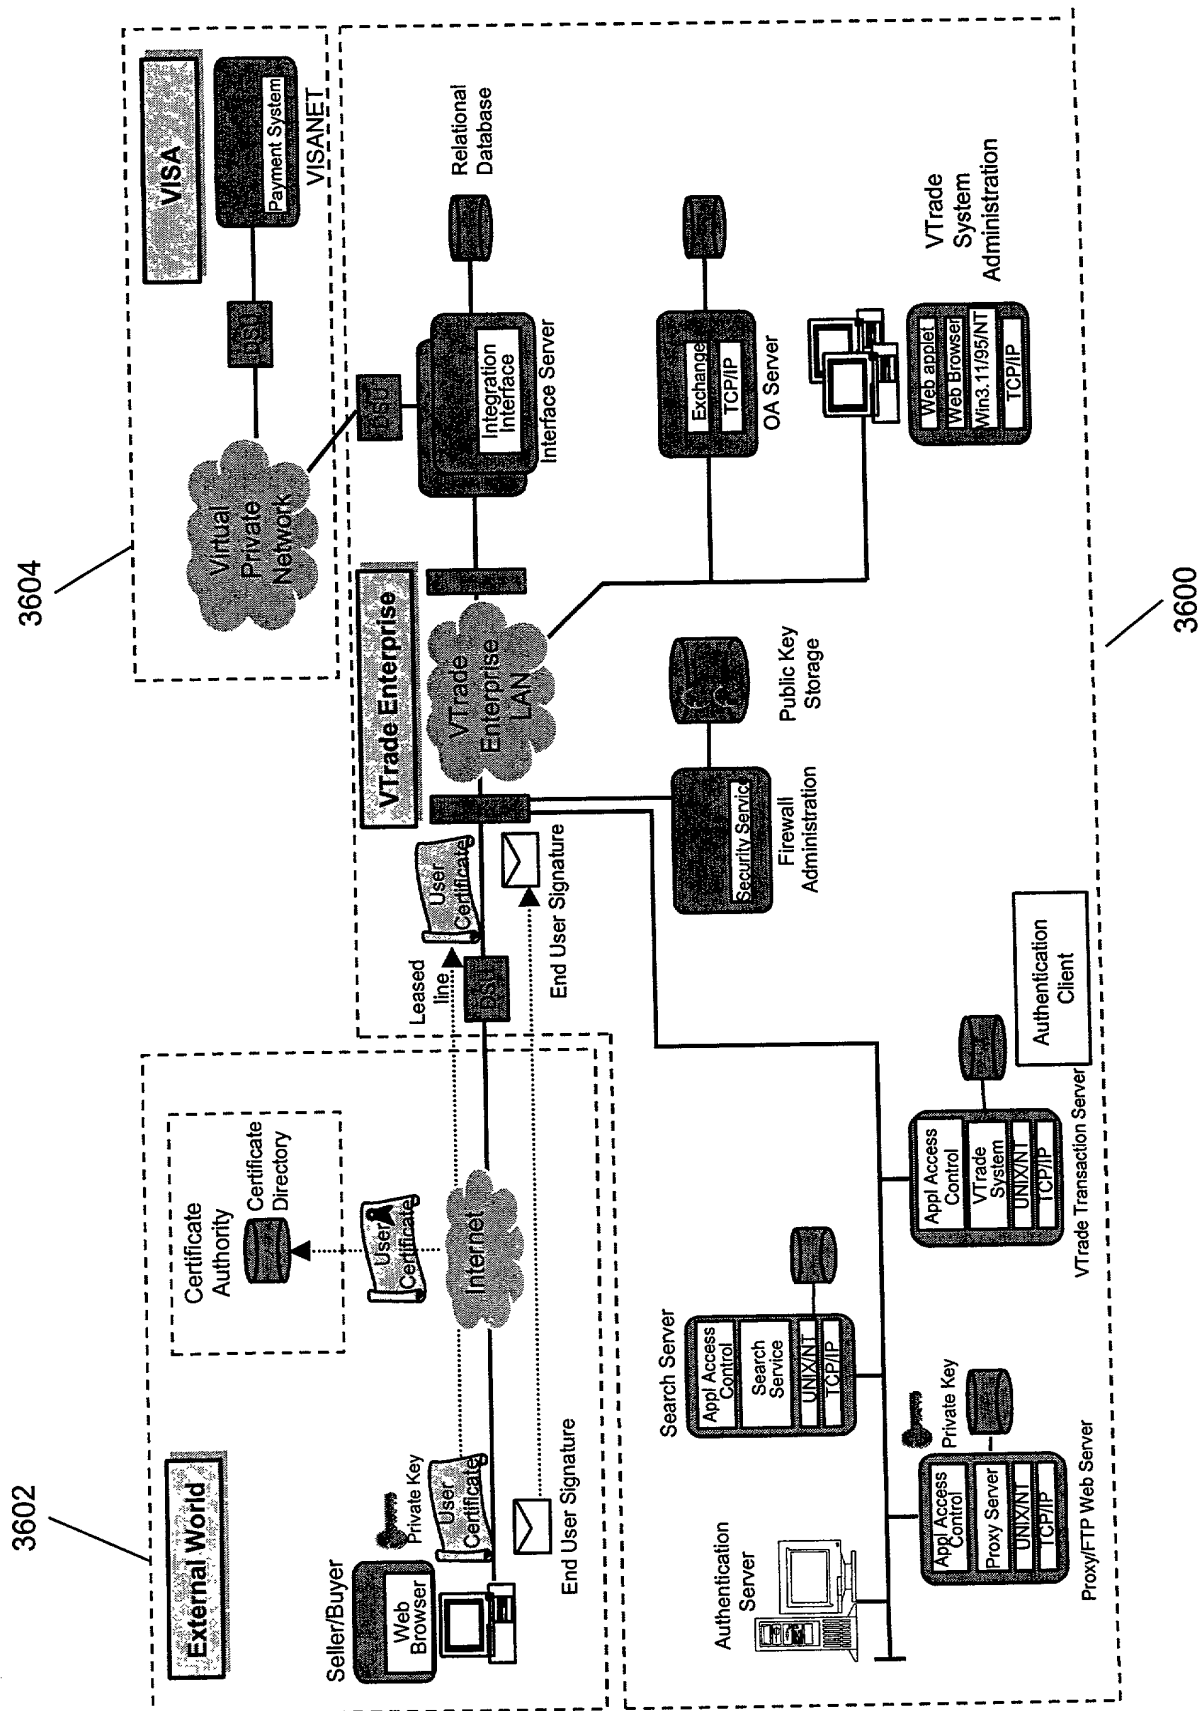 3602
External World
Certificate
Authority
Certificate
Directory
Seller/Buyer
Web
Browser
Private Key
User
Certificate
End User Signature
User
Certificate
Internet
3604
VISA
Payment System
VISANET
DSU
Virtual
Private
Network
DSU
VTrade Enterprise
Leased
line
DSU
User
Certificate
End User Signature
VTrade
Enterprise
LAN
Integration
Interface
Interface Server
Relational
Database
Exchange
TCP/IP
OA Server
Web applet
Web Browser
Win3.11/95/NT
TCP/IP
VTrade
System
Administration
Security Service
Firewall
Administration
Public Key
Storage
Authentication
Server
Search Server
Appl Access
Control
Search
Service
UNIX/NT
TCP/IP
Private Key
Appl Access
Control
Proxy Server
UNIX/NT
TCP/IP
Proxy/FTP Web Server
Appl Access
Control
VTrade
System
UNIX/NT
TCP/IP
VTrade Transaction Server
Authentication
Client
3600